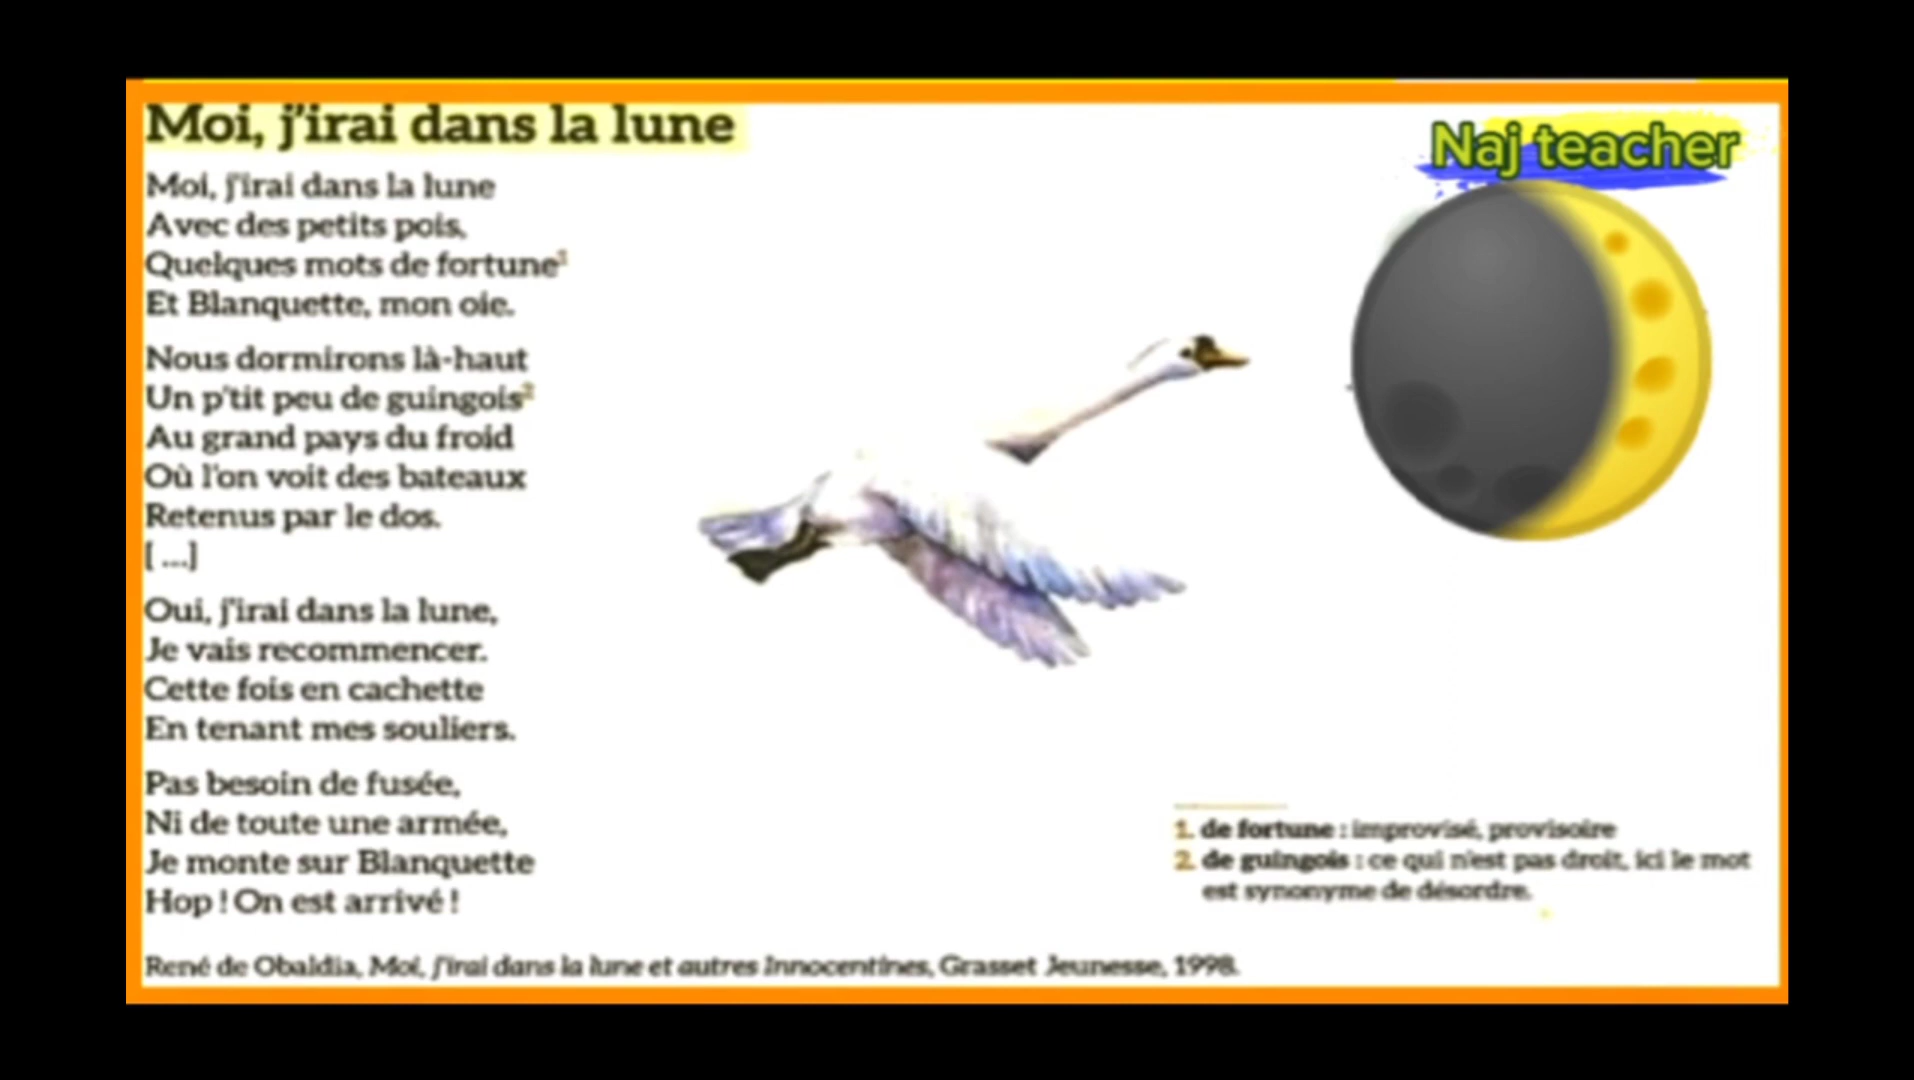 Moi, j'irai dans la lune
Naj teacher
Moi, j'irai dans la lune
Avec des petits pois,
Quelques mots de fortune¹
Et Blanquette, mon oie.
Nous dormirons là-haut
Un p'tit peu de guingois²
Au grand pays du froid
Où l'on voit des bateaux
Retenus par le dos.
[ ...]
Oui, j'irai dans la lune,
Je vais recommencer.
Cette fois en cachette
En tenant mes souliers.
Pas besoin de fusée,
Ni de toute une armée,
Je monte sur Blanquette
Hop ! On est arrivé !
1. de fortune : improvisé, provisoire
2. de guingois : ce qui n'est pas droit, ici le mot
est synonyme de désordre.
René de Obaldia, Moi, j'irai dans la lune et autres Innocentines, Grasset Jeunesse, 1998.